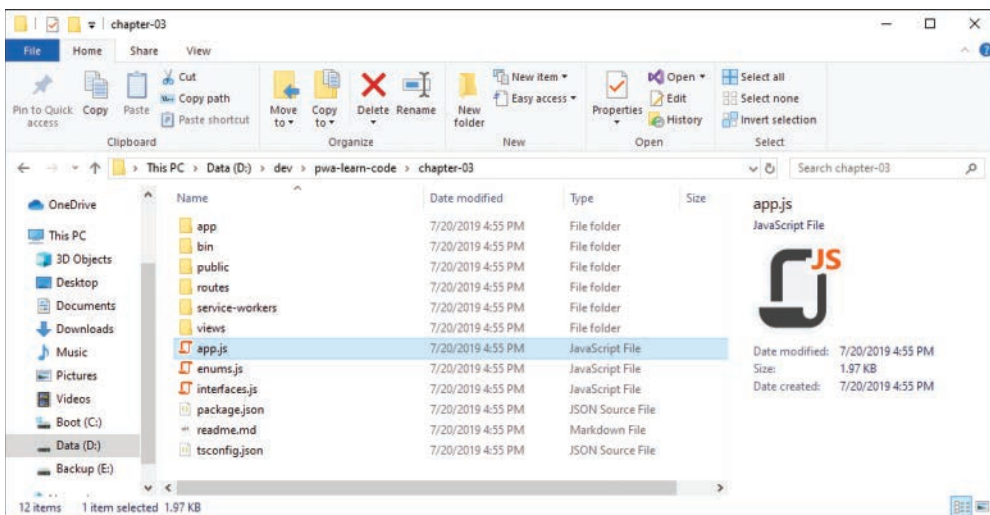 chapter-03
File Home Share View
Pin to Quick access
Copy
Paste
Cut
Copy path
Paste shortcut
Clipboard
Move to
Copy to
Delete
Rename
Organize
New folder
New item
Easy access
New
Properties
Open
Edit
History
Open
Select all
Select none
Invert selection
Select
This PC > Data (D:) > dev > pwa-learn-code > chapter-03
Search chapter-03
OneDrive
This PC
3D Objects
Desktop
Documents
Downloads
Music
Pictures
Videos
Boot (C:)
Data (D:)
Backup (E:)
Name Date modified Type Size
app 7/20/2019 4:55 PM File folder
bin 7/20/2019 4:55 PM File folder
public 7/20/2019 4:55 PM File folder
routes 7/20/2019 4:55 PM File folder
service-workers 7/20/2019 4:55 PM File folder
views 7/20/2019 4:55 PM File folder
app.js 7/20/2019 4:55 PM JavaScript File
enums.js 7/20/2019 4:55 PM JavaScript File
interfaces.js 7/20/2019 4:55 PM JavaScript File
package.json 7/20/2019 4:55 PM JSON Source File
readme.md 7/20/2019 4:55 PM Markdown File
tsconfig.json 7/20/2019 4:55 PM JSON Source File
app.js
JavaScript File
JS
Date modified: 7/20/2019 4:55 PM
Size: 1.97 KB
Date created: 7/20/2019 4:55 PM
12 items 1 item selected 1.97 KB